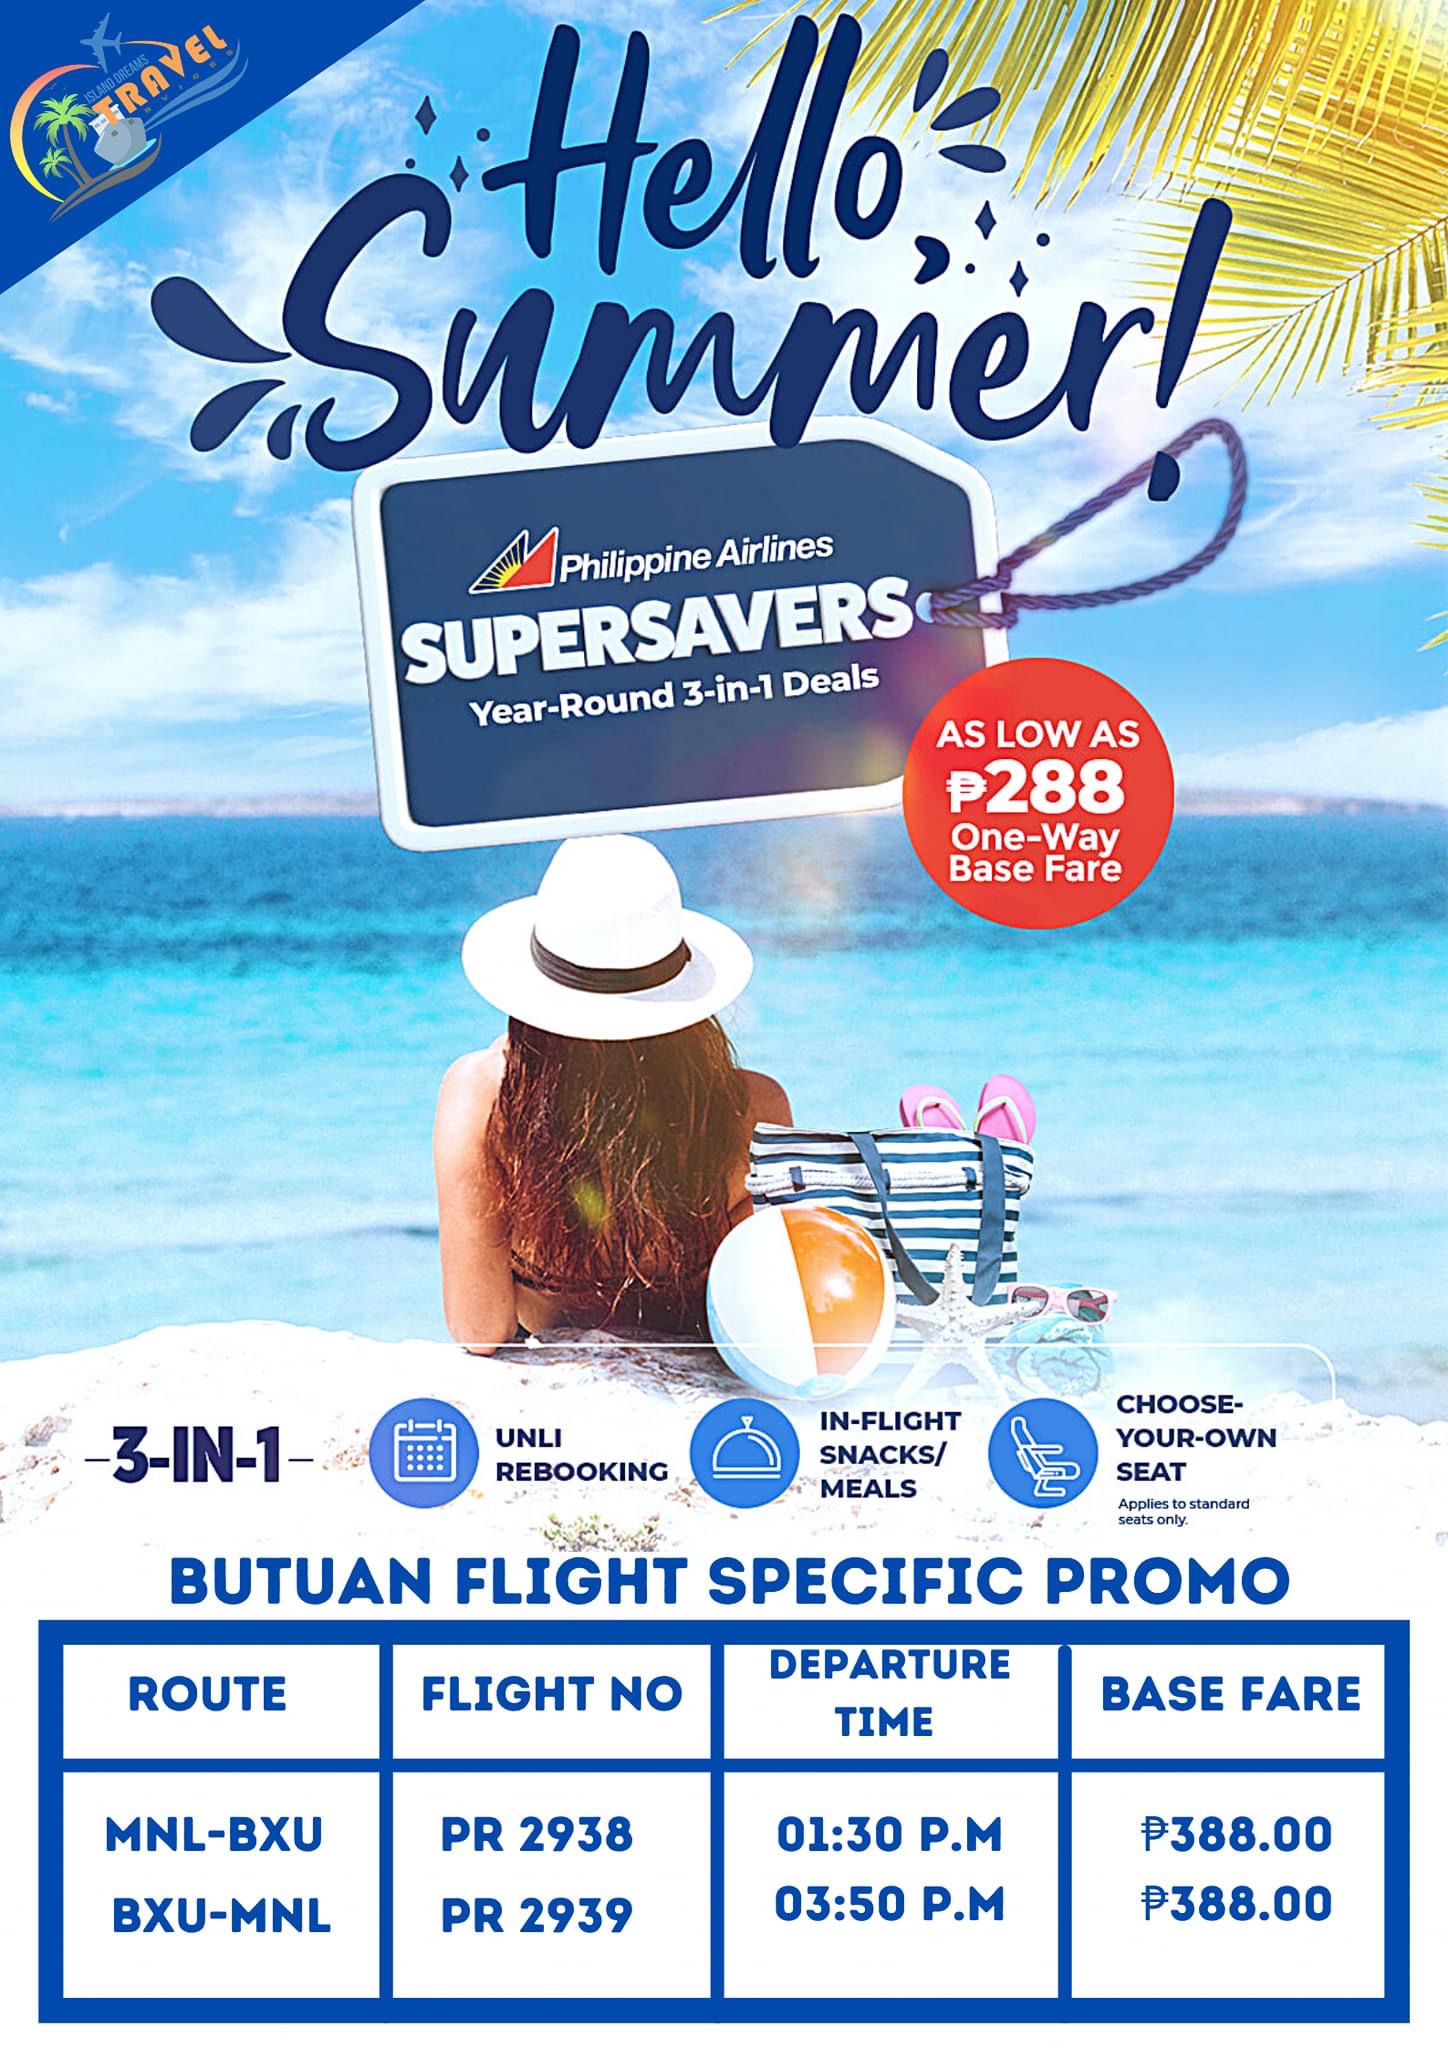 ISLAND DREAMS
TRAVEL
Hello,
Summer!
Philippine Airlines
SUPERSAVERS
Year-Round 3-in-1 Deals
AS LOW AS
₱288
One-Way
Base Fare
-3-IN-1-
UNLI
REBOOKING
IN-FLIGHT
SNACKS/
MEALS
CHOOSE-
YOUR-OWN
SEAT
Applies to standard
seats only.
BUTUAN FLIGHT SPECIFIC PROMO
ROUTE FLIGHT NO DEPARTURE TIME BASE FARE
MNL-BXU PR 2938 01:30 P.M ₱388.00
BXU-MNL PR 2939 03:50 P.M ₱388.00